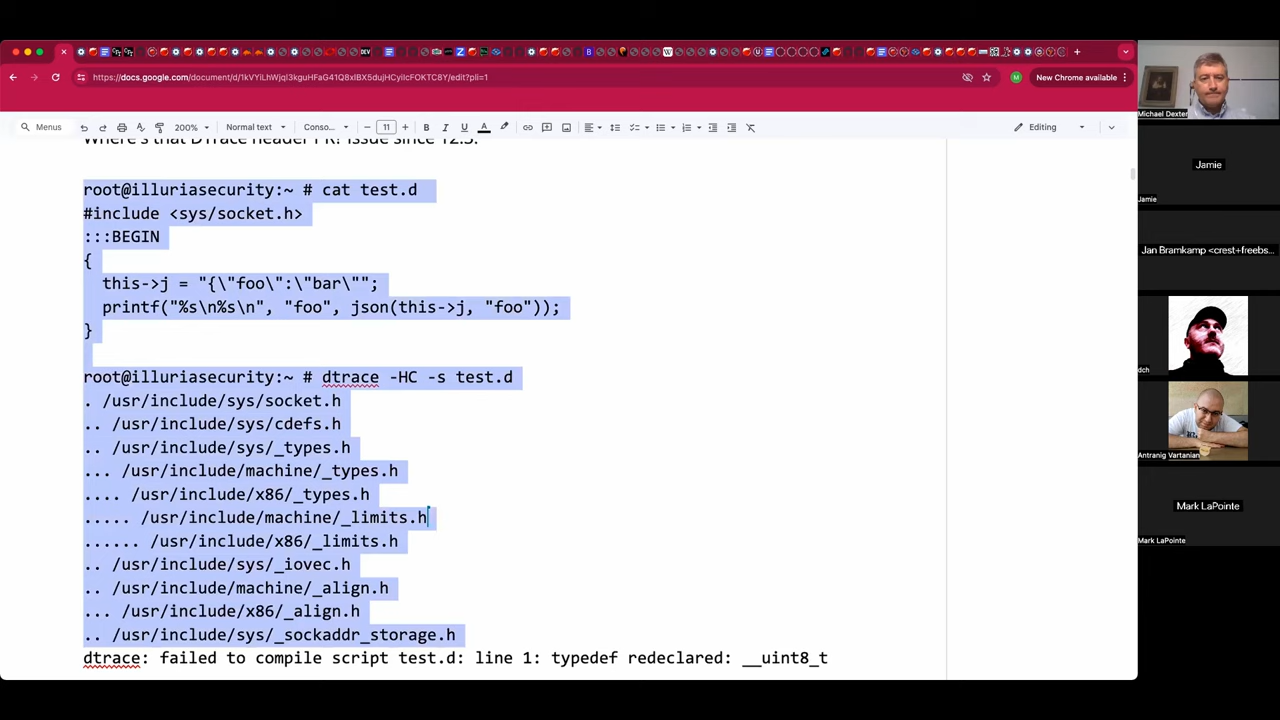 https://docs.google.com/document/d/1kVYiLhWjqI3kguHFaG41Q8xIBX5dujHCyiIcFOKTC8Y/edit?pli=1
New Chrome available
M
Menus
200%
Normal text
Conso...
11
B
I
U
A
Editing
Where's that DTrace header PR? Issue since 12.3.
root@illuriasecurity:~ # cat test.d
#include <sys/socket.h>
:::BEGIN
{
this->j = "{\"foo\":\"bar\"";
printf("%s\n%s\n", "foo", json(this->j, "foo"));
}
root@illuriasecurity:~ # dtrace -HC -s test.d
. /usr/include/sys/socket.h
.. /usr/include/sys/cdefs.h
.. /usr/include/sys/_types.h
... /usr/include/machine/_types.h
.... /usr/include/x86/_types.h
..... /usr/include/machine/_limits.h
...... /usr/include/x86/_limits.h
.. /usr/include/sys/_iovec.h
.. /usr/include/machine/_align.h
... /usr/include/x86/_align.h
.. /usr/include/sys/_sockaddr_storage.h
dtrace: failed to compile script test.d: line 1: typedef redeclared: __uint8_t
Michael Dexter
Jamie
Jamie
Jan Bramkamp <crest+freebs...
dch
Antranig Vartanian
Mark LaPointe
Mark LaPointe